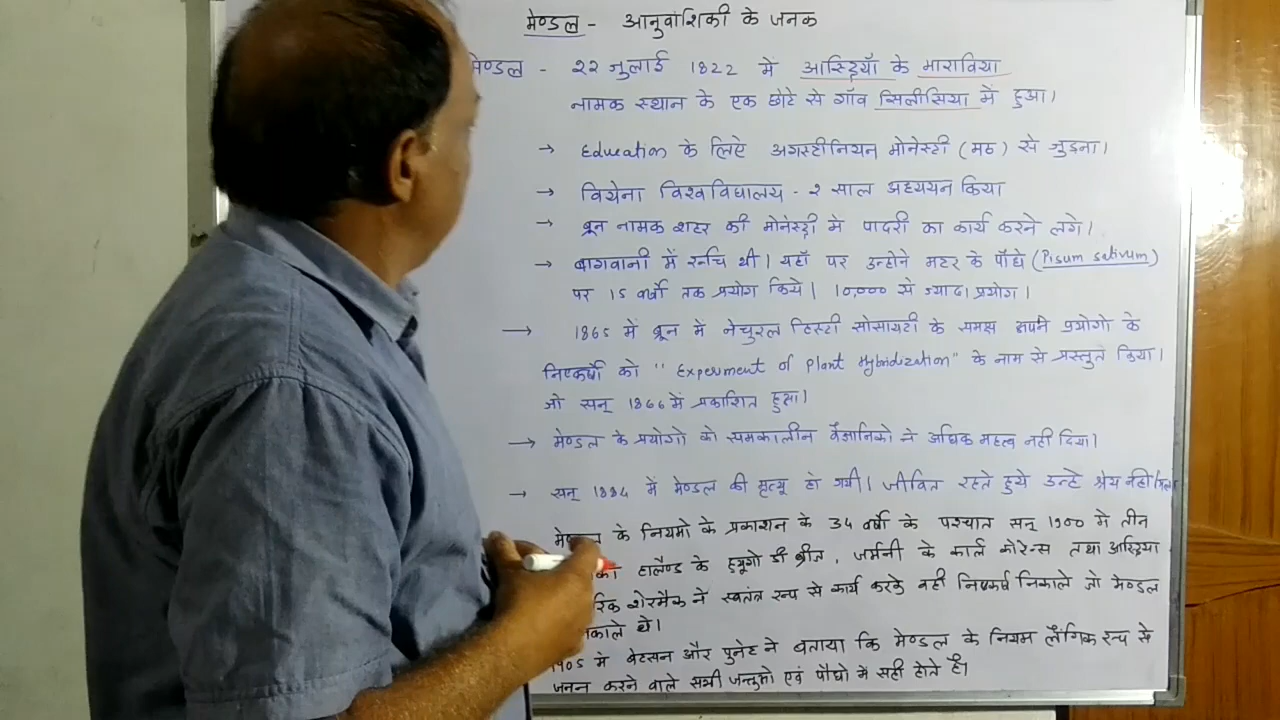 मेण्डल - आनुवांशिकी के जनक
मेण्डल - २२ जुलाई 1822 में आस्ट्रियाँ के माराविया
नामक स्थान के एक छोटे से गाँव सिलीसिया में हुआ।
→ Education के लिऐ अगस्टीनियन मोनेस्टी (मठ) से जुड़ना।
→ वियेना विश्वविधालय - २ साल अध्ययन किया
→ ब्रून नामक शहर की मोनेस्ट्री मे पादरी का कार्य करने लगे।
→ बागवानी में रूचि थी। यहाँ पर उन्होने मटर के पौधे (Pisum sativum)
पर 15 वर्षो तक प्रयोग किये। 10,000 से ज्यादा प्रयोग।
→ 1865 में ब्रून में नेचुरल हिस्टी सोसायटी के समक्ष अपने प्रयोगो के
निष्कर्षो को "Experiment of Plant Hybridization" के नाम से प्रस्तुत किया।
जो सन् 1866 में प्रकाशित हुआ।
→ मेण्डल के प्रयोगो को समकालीन वैज्ञानिको ने अधिक महत्व नही दिया।
→ सन् 1884 में मेण्डल की मृत्यू हो गयी। जीवित रहते हुये उन्हे श्रेय नही
के नियमो के प्रकाशन के 34 वर्षो के पश्चात सन् 1900 मे तीन
हालैण्ड के ह्यूगो डी ब्रीज, जर्मनी के कार्ल कोरेन्स तथा आस्ट्रिया
शेरमैक ने स्वतंत्र रूप से कार्य करके वही निष्कर्ष निकाले जो मेण्डल
थे।
1905 मे बेटसन और पुनेट ने बताया कि मेण्डल के नियम लैंगिक रूप से
जनन करने वाले सभी जन्तुओ एवं पौधो में सही होते है।